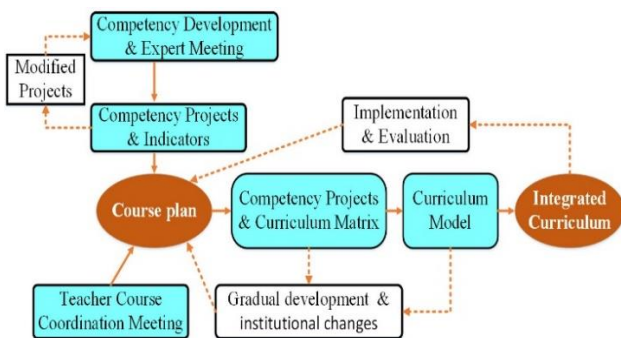 Competency Development
& Expert Meeting
Modified
Projects
Competency Projects
& Indicators
Implementation
& Evaluation
Course plan
Competency Projects
& Curriculum Matrix
Curriculum
Model
Integrated
Curriculum
Teacher Course
Coordination Meeting
Gradual development &
institutional changes